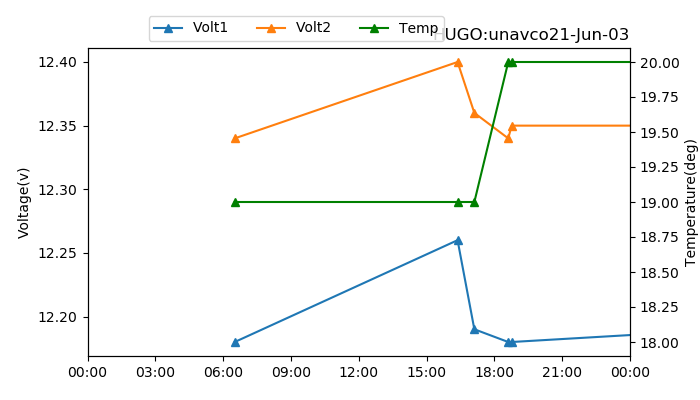 Volt1 Volt2 Temp
HUGO:unavco21-Jun-03
Voltage(v)
12.40
12.35
12.30
12.25
12.20
20.00
19.75
19.50
19.25
19.00
18.75
18.50
18.25
18.00
Temperature(deg)
00:00 03:00 06:00 09:00 12:00 15:00 18:00 21:00 00:00